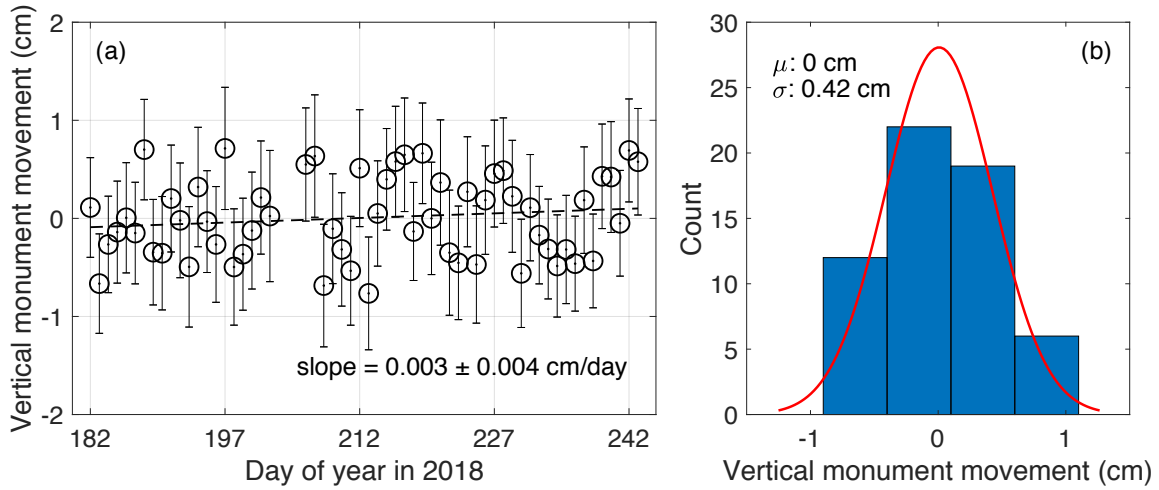 (a)
Vertical monument movement (cm)
2
1
0
-1
-2
slope = 0.003 ± 0.004 cm/day
182
197
212
227
242
Day of year in 2018
(b)
μ: 0 cm
σ: 0.42 cm
Count
30
25
20
15
10
5
0
-1
0
1
Vertical monument movement (cm)